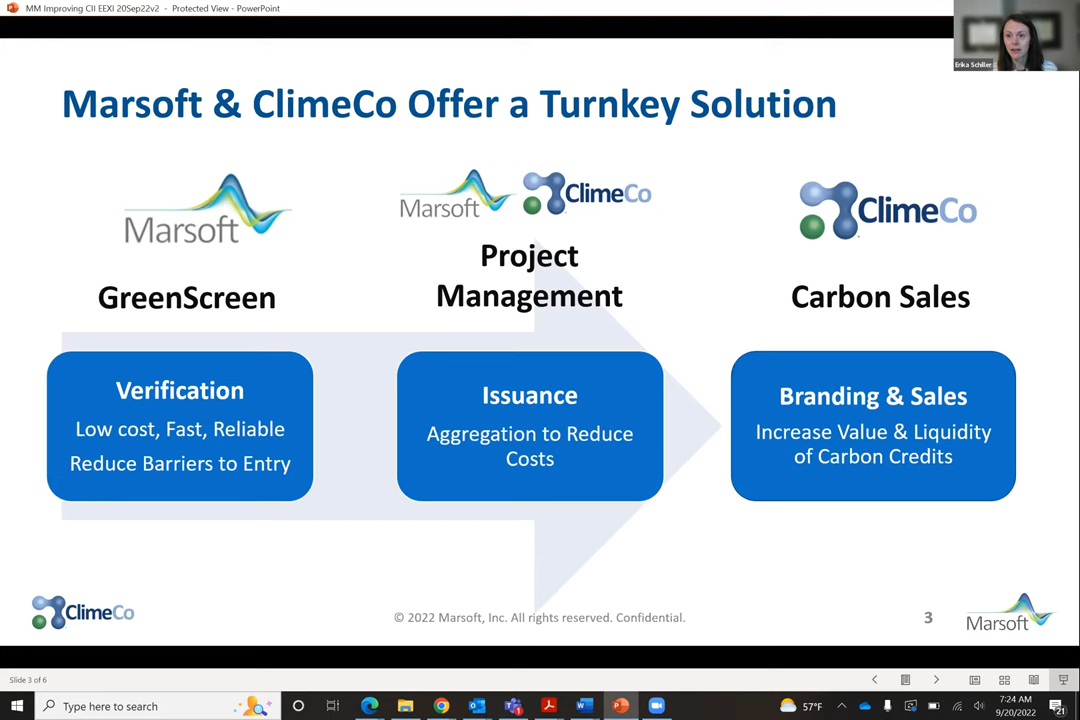 MM Improving CII EEXI 20Sep22v2 - Protected View - PowerPoint
Erika Schiller
Marsoft & ClimeCo Offer a Turnkey Solution
Marsoft
Marsoft ClimeCo
ClimeCo
GreenScreen
Project
Management
Carbon Sales
Verification
Low cost, Fast, Reliable
Reduce Barriers to Entry
Issuance
Aggregation to Reduce
Costs
Branding & Sales
Increase Value & Liquidity
of Carbon Credits
ClimeCo
© 2022 Marsoft, Inc. All rights reserved. Confidential.
3
Marsoft
Slide 3 of 6
Type here to search
57°F
7:24 AM
9/20/2022
21